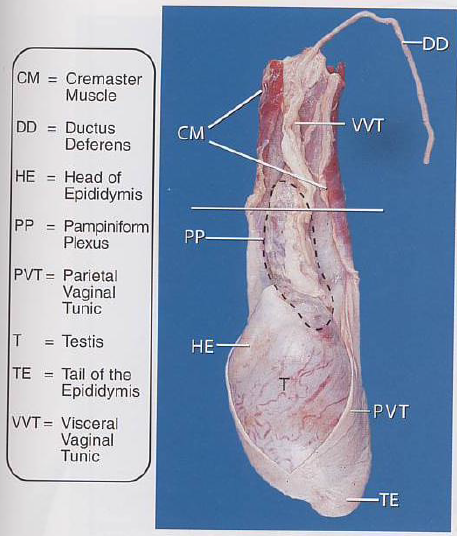 CM = Cremaster
Muscle
DD = Ductus
Deferens
HE = Head of
Epididymis
PP = Pampiniform
Plexus
PVT = Parietal
Vaginal
Tunic
T = Testis
TE = Tail of the
Epididymis
VVT = Visceral
Vaginal
Tunic
DD
CM
VVT
PP
HE
T
PVT
TE